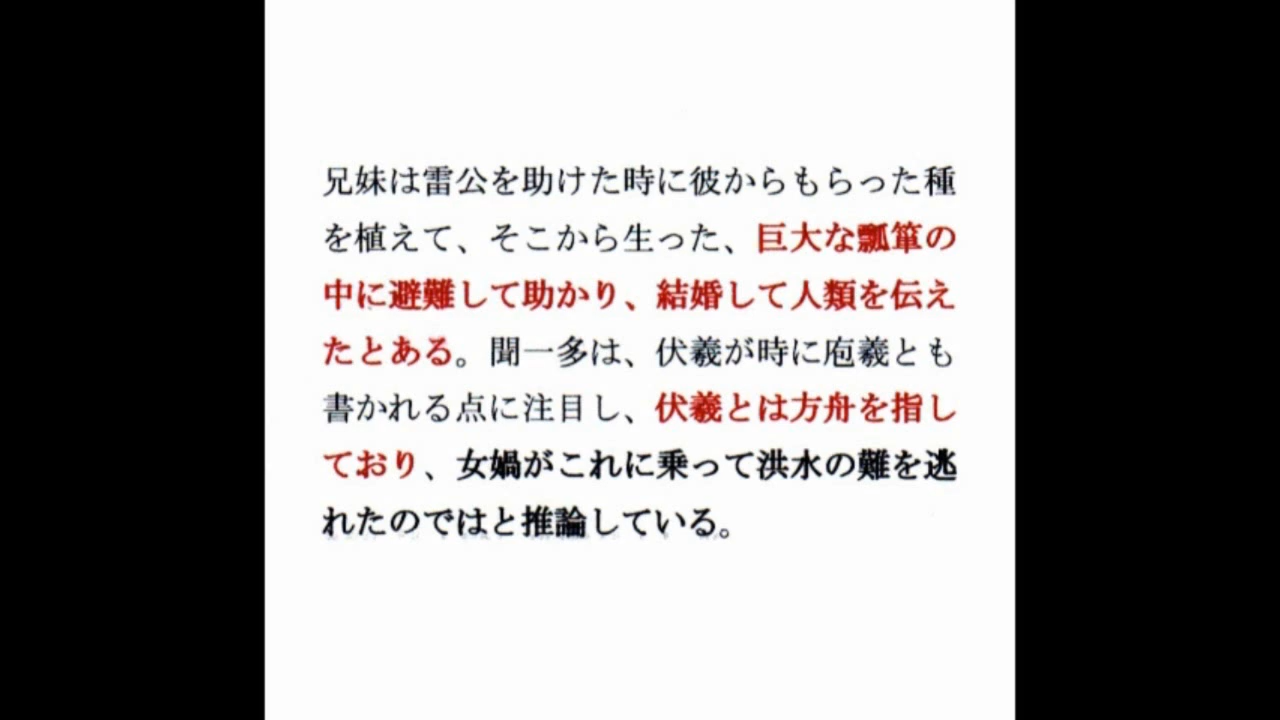 兄妹は雷公を助けた時に彼からもらった種
を植えて、そこから生った、巨大な瓢箪の
中に避難して助かり、結婚して人類を伝え
たとある。聞一多は、伏羲が時に庖羲とも
書かれる点に注目し、伏羲とは方舟を指し
ており、女媧がこれに乗って洪水の難を逃
れたのではと推論している。